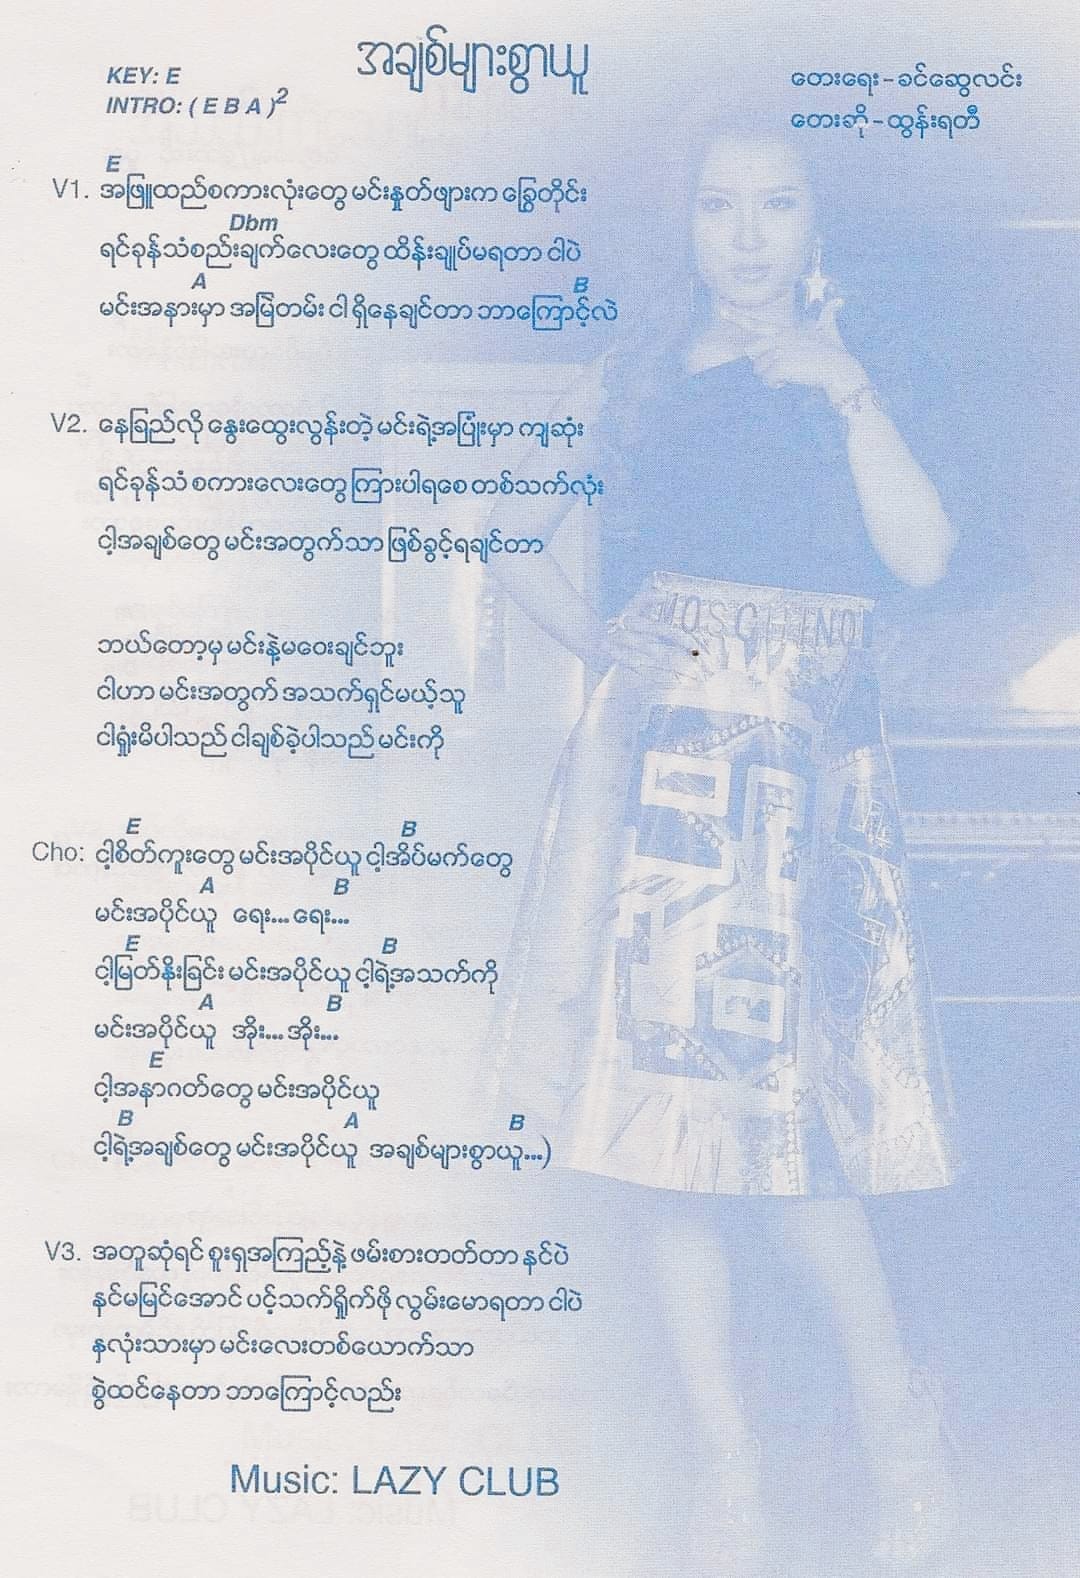 အချစ်များစွာယူ
KEY: E
INTRO: ( E B A )2
တေးရေး - ခင်ဆွေလင်း
တေးဆို - ထွန်းရတီ
E
V1. အဖြူထည်စကားလုံးတွေ မင်းနှုတ်ဖျားက ခြွေတိုင်း
Dbm
ရင်ခုန်သံစည်းချက်လေးတွေ ထိန်းချုပ်မရတာ ငါပဲ
A B
မင်းအနားမှာ အမြဲတမ်း ငါ ရှိနေချင်တာ ဘာကြောင့်လဲ
V2. နေခြည်လို နွေးထွေးလွန်းတဲ့ မင်းရဲ့အပြုံးမှာ ကျဆုံး
ရင်ခုန်သံ စကားလေးတွေ ကြားပါရစေ တစ်သက်လုံး
ငါ့အချစ်တွေ မင်းအတွက်သာ ဖြစ်ခွင့်ရချင်တာ
ဘယ်တော့မှ မင်းနဲ့မဝေးချင်ဘူး
ငါဟာ မင်းအတွက် အသက်ရှင်မယ့်သူ
ငါရှုံးမိပါသည် ငါချစ်ခဲ့ပါသည် မင်းကို
E B
Cho: ငါ့စိတ်ကူးတွေ မင်းအပိုင်ယူ ငါ့အိပ်မက်တွေ
A B
မင်းအပိုင်ယူ ရေး... ရေး...
E B
ငါ့မြတ်နိုးခြင်း မင်းအပိုင်ယူ ငါ့ရဲ့အသက်ကို
A B
မင်းအပိုင်ယူ အိုး... အိုး...
E
ငါ့အနာဂတ်တွေ မင်းအပိုင်ယူ
B A B
ငါ့ရဲ့အချစ်တွေ မင်းအပိုင်ယူ အချစ်များစွာယူ...)
V3. အတူဆုံရင် စူးရှအကြည့်နဲ့ ဖမ်းစားတတ်တာ နင်ပဲ
နင်မမြင်အောင် ပင့်သက်ရှိုက်ဖို့ လွမ်းမောရတာ ငါပဲ
နှလုံးသားမှာ မင်းလေးတစ်ယောက်သာ
စွဲထင်နေတာ ဘာကြောင့်လည်း
Music: LAZY CLUB
MOSCHINO